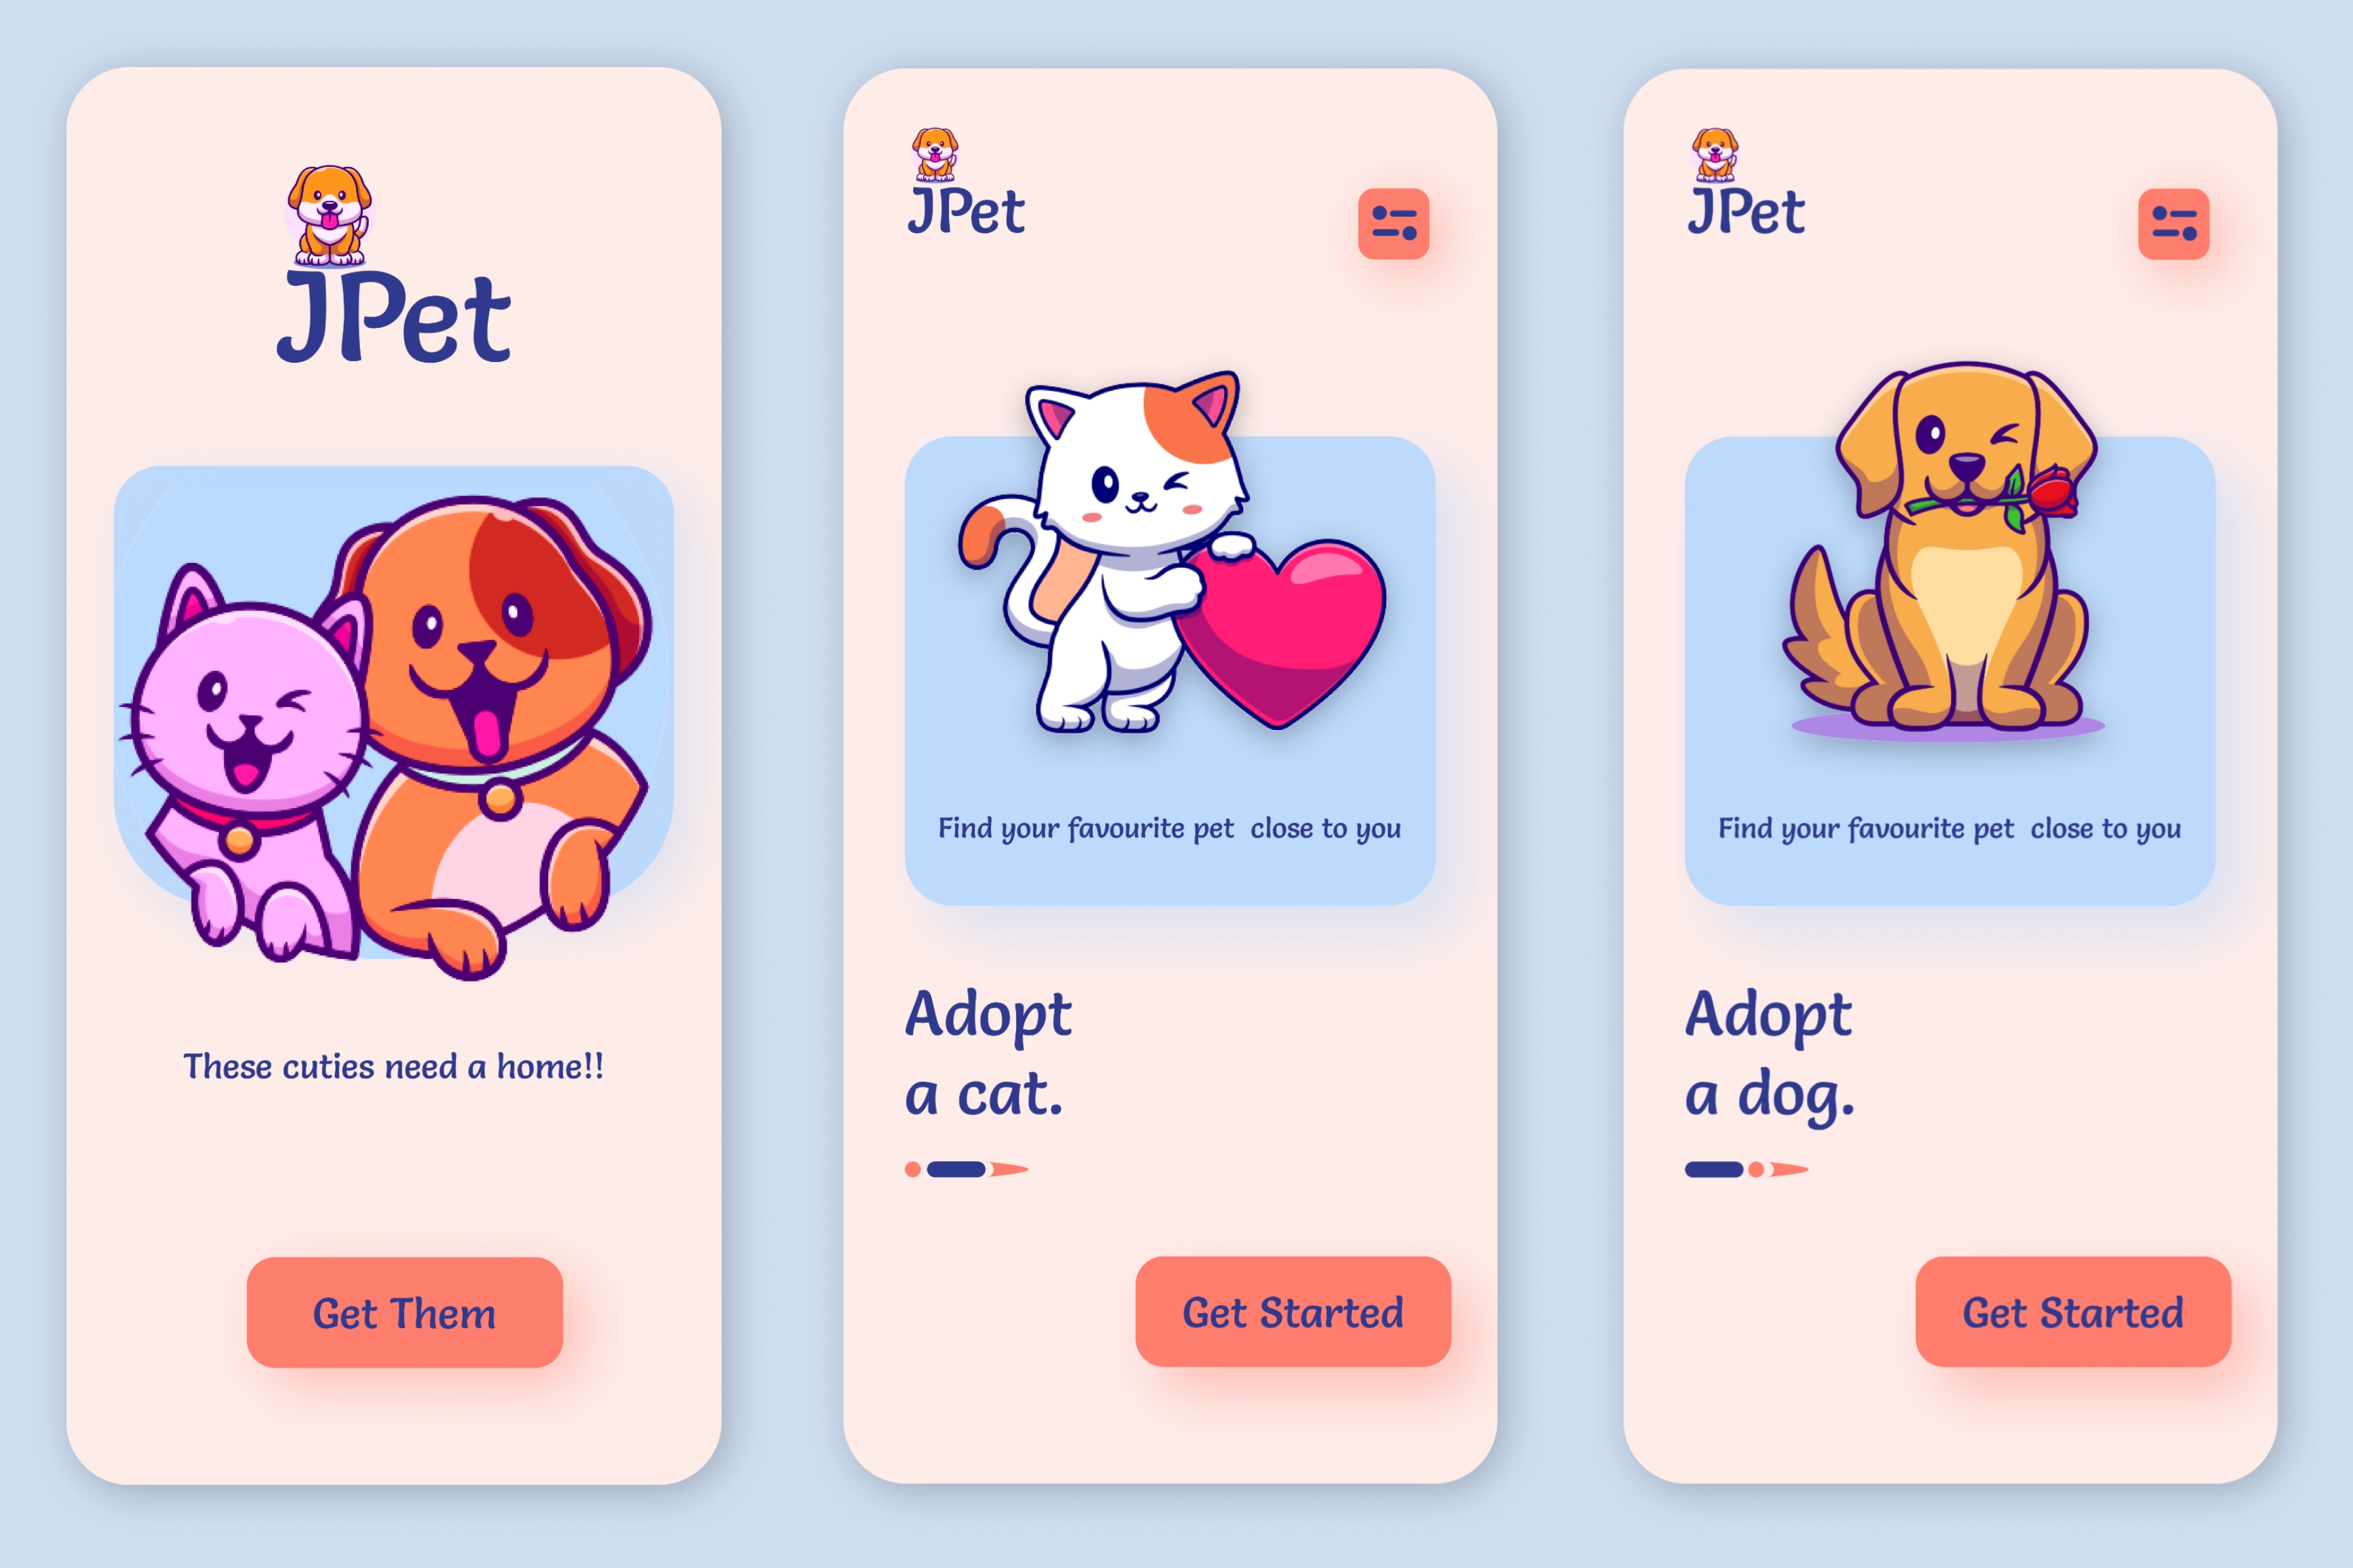 JPet
These cuties need a home!!
Get Them
JPet
Find your favourite pet  close to you
Adopt
a cat.
Get Started
JPet
Find your favourite pet  close to you
Adopt
a dog.
Get Started